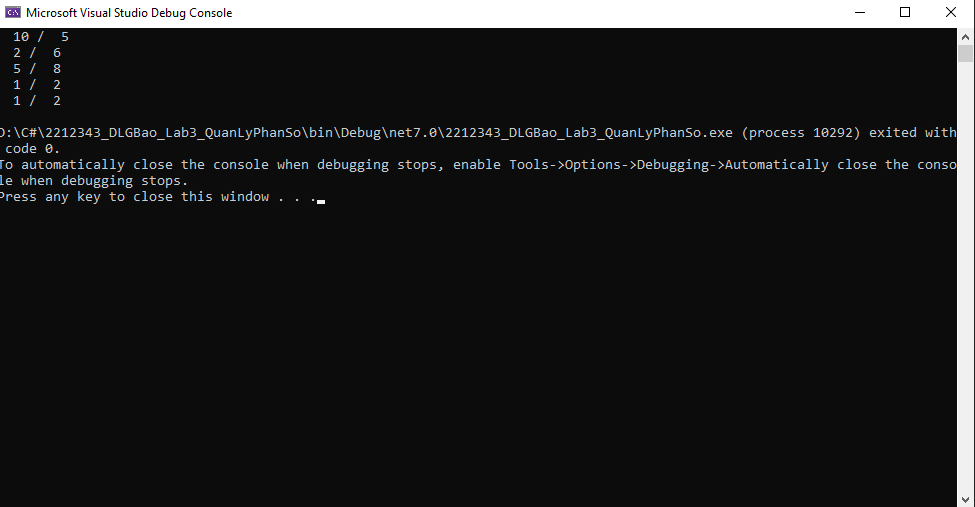 Microsoft Visual Studio Debug Console
10 /  5
2 /  6
5 /  8
1 /  2
1 /  2
D:\C#\2212343_DLGBao_Lab3_QuanLyPhanSo\bin\Debug\net7.0\2212343_DLGBao_Lab3_QuanLyPhanSo.exe (process 10292) exited with
code 0.
To automatically close the console when debugging stops, enable Tools->Options->Debugging->Automatically close the conso
le when debugging stops.
Press any key to close this window . . .